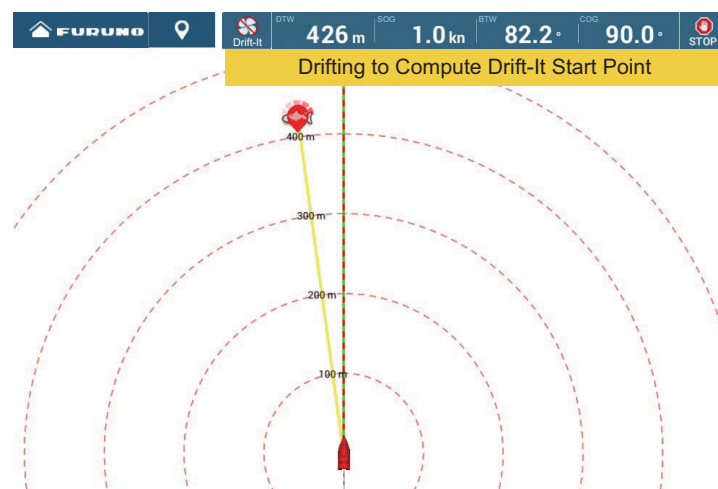 FURUNO
Drift-It
DTW 426 m
SOG 1.0 kn
BTW 82.2 °
COG 90.0 °
STOP
Drifting to Compute Drift-It Start Point
400 m
300 m
200 m
100 m